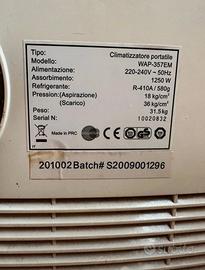 Tipo: Climatizzatore portatile
Modello: WAP-357EM
Alimentazione: 220-240V ~ 50Hz
Assorbimento: 1250 W
Refrigerante: R-410A / 580g
Pression:(Aspirazione) 18 kg/cm²
(Scarico) 36 kg/cm²
Peso: 31.5kg
Serial N: 10020832
Made in PRC
201002 Batch# S2009001296
subito